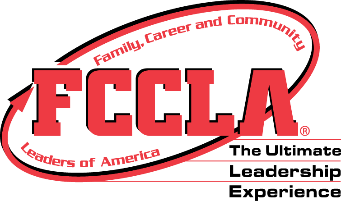 Family, Career and Community
FCCLA®
Leaders of America
The Ultimate
Leadership
Experience